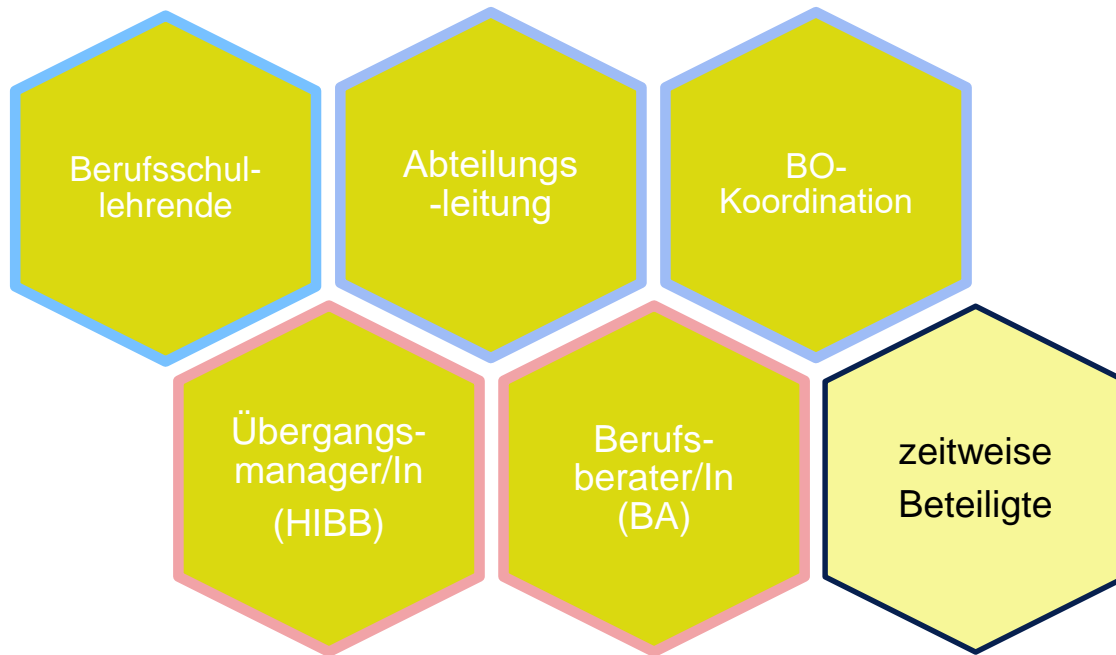 Berufsschul-
lehrende
Abteilungs
-leitung
BO-
Koordination
Übergangs-
manager/In
(HIBB)
Berufs-
berater/In
(BA)
zeitweise
Beteiligte